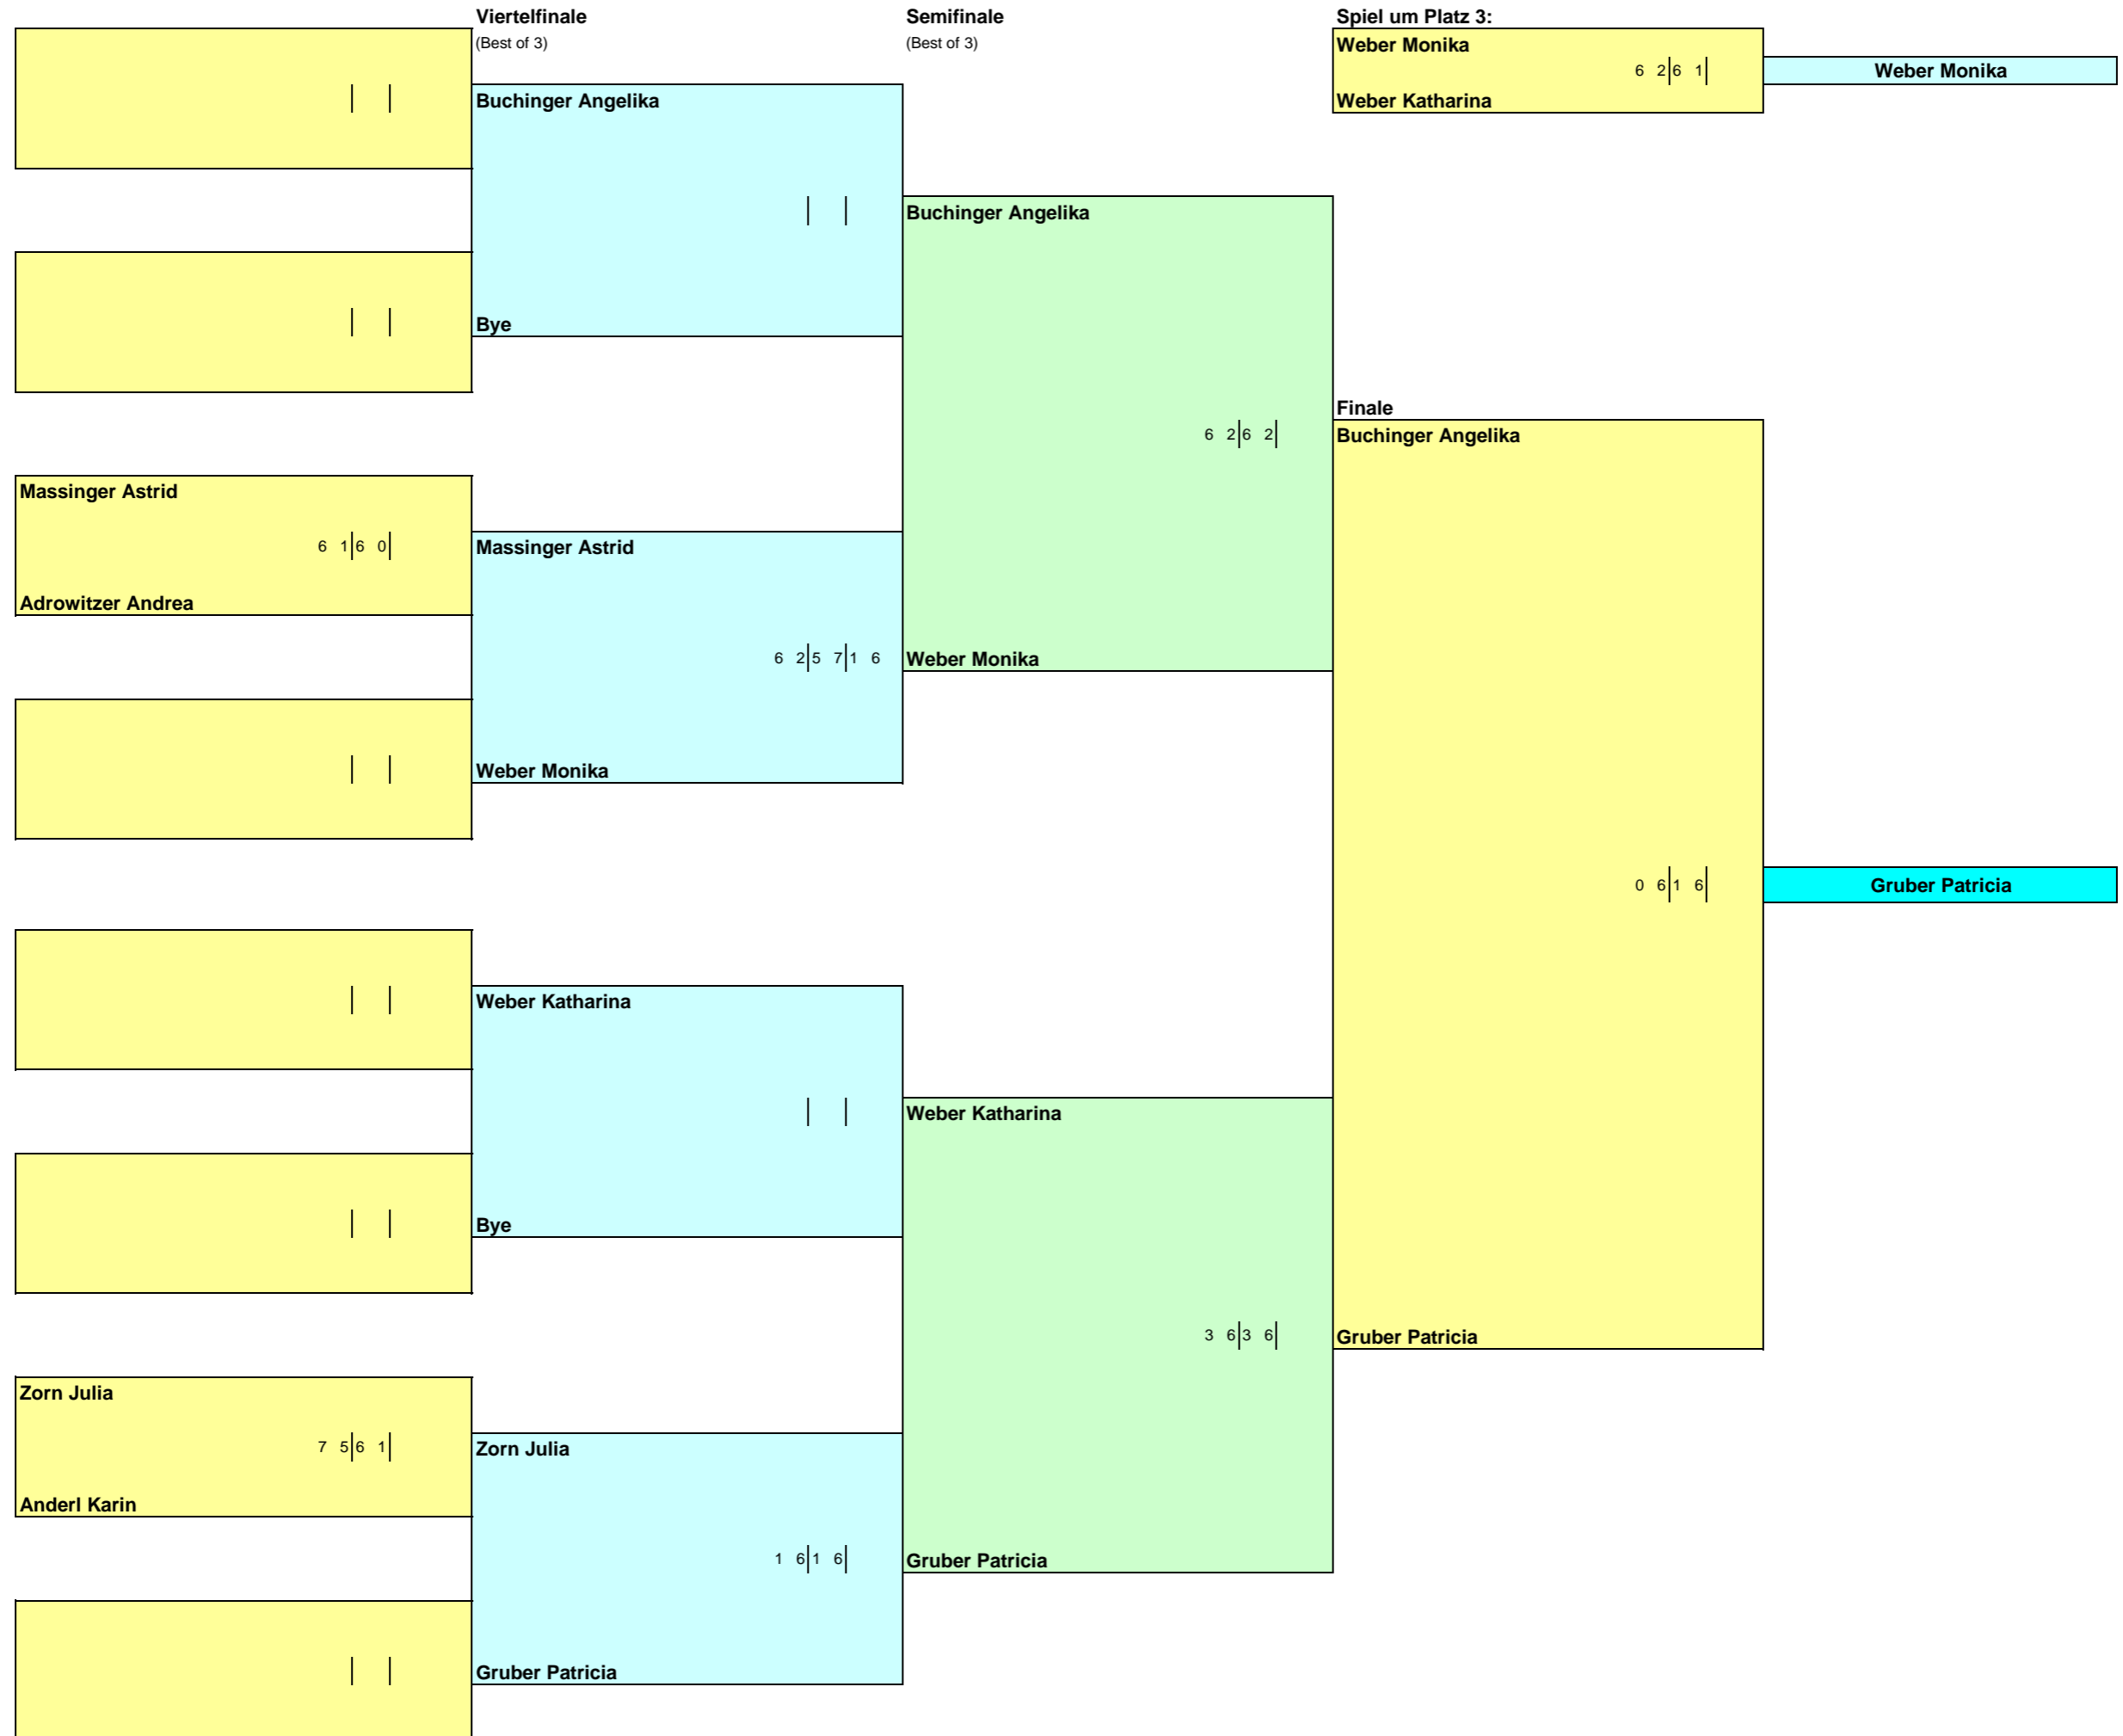 Viertelfinale
(Best of 3)
Semifinale
(Best of 3)
Spiel um Platz 3:
Weber Monika
6 2 6 1
Weber Katharina
Weber Monika
Massinger Astrid
6 1 6 0
Adrowitzer Andrea
Zorn Julia
7 5 6 1
Anderl Karin
Buchinger Angelika
Bye
Massinger Astrid
6 2 5 7 1 6
Weber Monika
Weber Katharina
Bye
Zorn Julia
1 6 1 6
Gruber Patricia
Buchinger Angelika
6 2 6 2
Weber Monika
Weber Katharina
3 6 3 6
Gruber Patricia
Finale
Buchinger Angelika
0 6 1 6
Gruber Patricia
Gruber Patricia